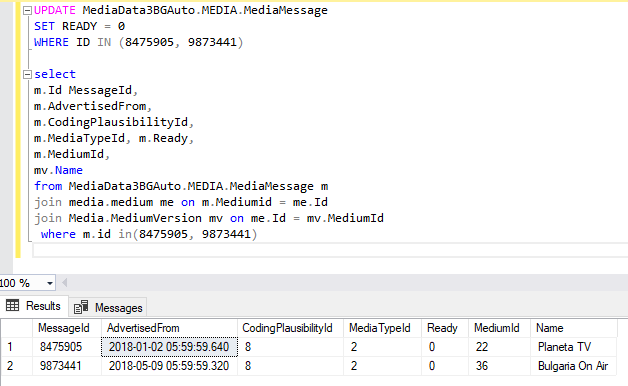 UPDATE MediaData3BGAuto.MEDIA.MediaMessage
SET READY = 0
WHERE ID IN (8475905, 9873441)
select
m.Id MessageId,
m.AdvertisedFrom,
m.CodingPlausibilityId,
m.MediaTypeId, m.Ready,
m.MediumId,
mv.Name
from MediaData3BGAuto.MEDIA.MediaMessage m
join media.medium me on m.Mediumid = me.Id
join Media.MediumVersion mv on me.Id = mv.MediumId
where m.id in(8475905, 9873441)
100 %
Results Messages
MessageId AdvertisedFrom CodingPlausibilityId MediaTypeId Ready MediumId Name
1 8475905 2018-01-02 05:59:59.640 8 2 0 22 Planeta TV
2 9873441 2018-05-09 05:59:59.320 8 2 0 36 Bulgaria On Air